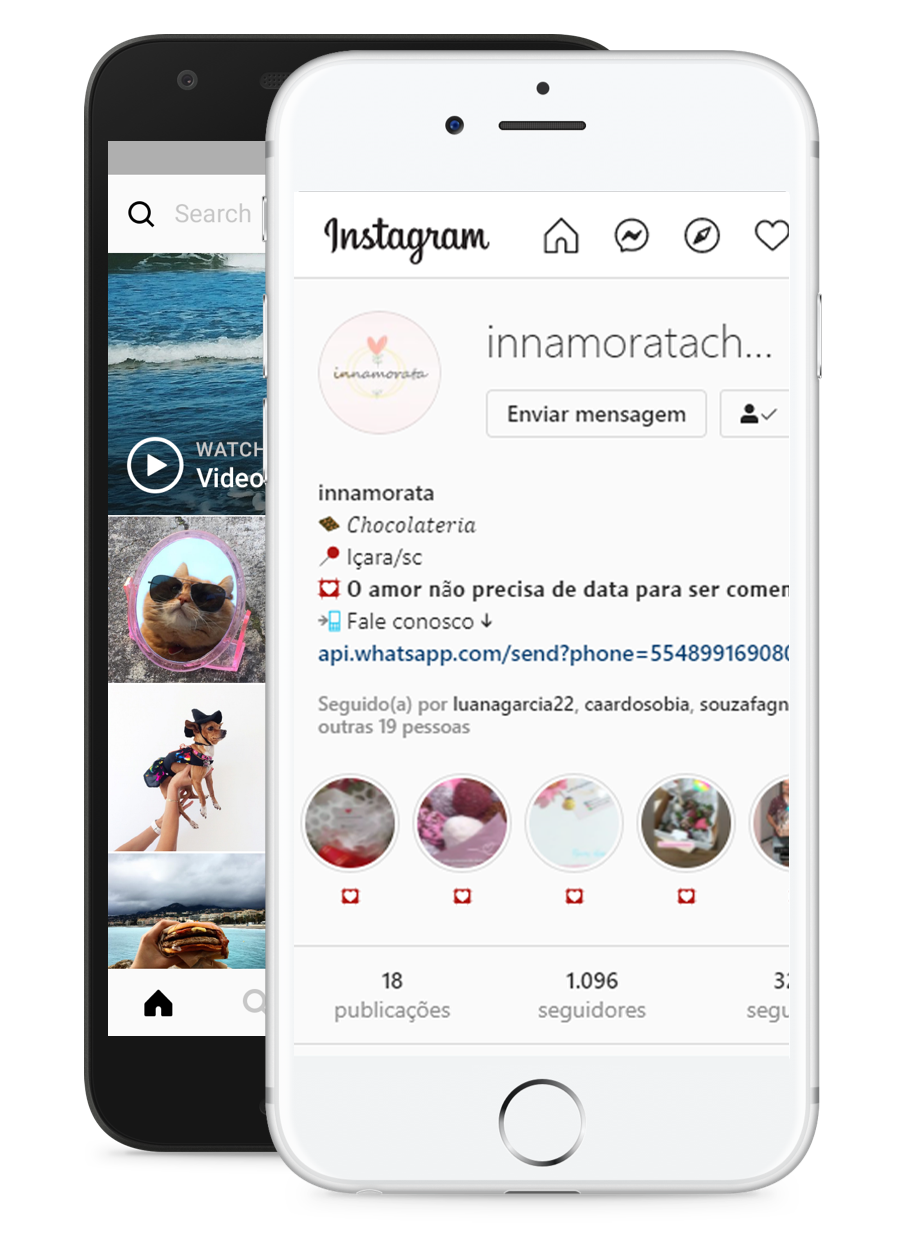 Search
WATCH
Video
Instagram
innamorata
innamoratach...
Enviar mensagem
innamorata
Chocolateria
Içara/sc
O amor não precisa de data para ser comem
Fale conosco ↓
api.whatsapp.com/send?phone=554899169080
Seguido(a) por luanagarcia22, caardosobia, souzafagn
outras 19 pessoas
18
publicações
1.096
seguidores
32
segu